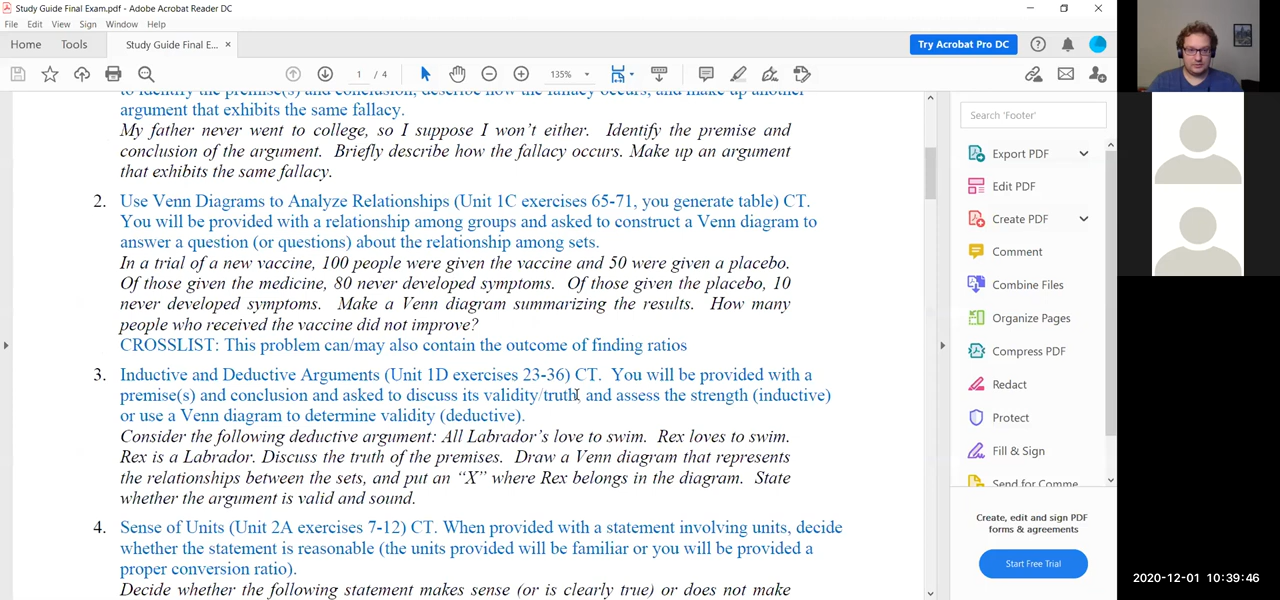 Study Guide Final Exam.pdf - Adobe Acrobat Reader DC
File Edit View Sign Window Help
Home Tools Study Guide Final E... × Try Acrobat Pro DC
1 / 4 135%
to identify the premise(s) and conclusion, describe how the fallacy occurs, and make up another
argument that exhibits the same fallacy.
My father never went to college, so I suppose I won't either. Identify the premise and
conclusion of the argument. Briefly describe how the fallacy occurs. Make up an argument
that exhibits the same fallacy.
2. Use Venn Diagrams to Analyze Relationships (Unit 1C exercises 65-71, you generate table) CT.
You will be provided with a relationship among groups and asked to construct a Venn diagram to
answer a question (or questions) about the relationship among sets.
In a trial of a new vaccine, 100 people were given the vaccine and 50 were given a placebo.
Of those given the medicine, 80 never developed symptoms. Of those given the placebo, 10
never developed symptoms. Make a Venn diagram summarizing the results. How many
people who received the vaccine did not improve?
CROSSLIST: This problem can/may also contain the outcome of finding ratios
3. Inductive and Deductive Arguments (Unit 1D exercises 23-36) CT. You will be provided with a
premise(s) and conclusion and asked to discuss its validity/truth, and assess the strength (inductive)
or use a Venn diagram to determine validity (deductive).
Consider the following deductive argument: All Labrador's love to swim. Rex loves to swim.
Rex is a Labrador. Discuss the truth of the premises. Draw a Venn diagram that represents
the relationships between the sets, and put an "X" where Rex belongs in the diagram. State
whether the argument is valid and sound.
4. Sense of Units (Unit 2A exercises 7-12) CT. When provided with a statement involving units, decide
whether the statement is reasonable (the units provided will be familiar or you will be provided a
proper conversion ratio).
Decide whether the following statement makes sense (or is clearly true) or does not make
Search 'Footer'
Export PDF
Edit PDF
Create PDF
Comment
Combine Files
Organize Pages
Compress PDF
Redact
Protect
Fill & Sign
Send for Comme
Create, edit and sign PDF
forms & agreements
Start Free Trial
2020-12-01 10:39:46